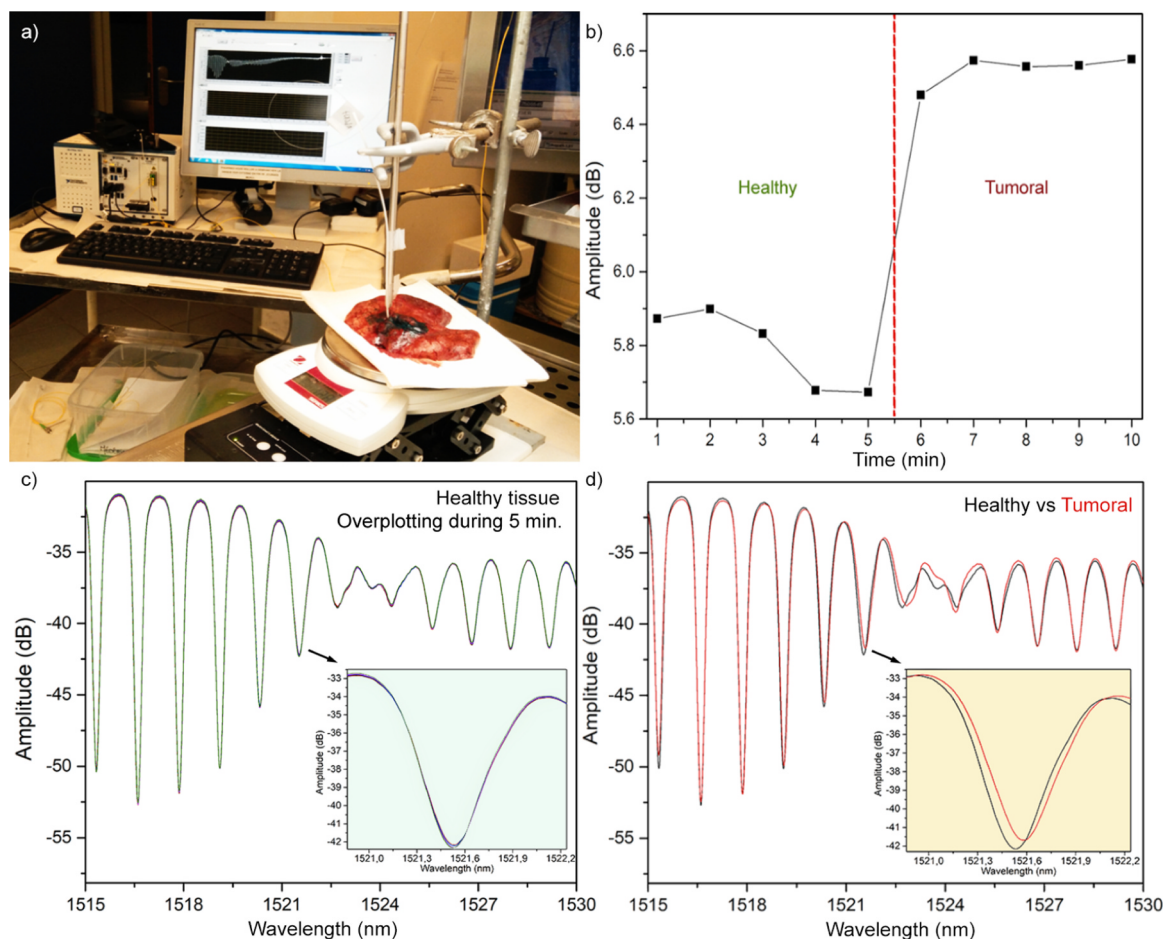 a)
b)
6.6
6.4
6.2
6.0
5.8
5.6
Amplitude (dB)
Healthy
Tumoral
1 2 3 4 5 6 7 8 9 10
Time (min)
c)
Healthy tissue
Overplotting during 5 min.
-35
-40
-45
-50
-55
Amplitude (dB)
-33
-34
-35
-36
-37
-38
-39
-40
-41
-42
Amplitude (dB)
1521,0 1521,3 1521,6 1521,9 1522,2
Wavelength (nm)
1515 1518 1521 1524 1527 1530
Wavelength (nm)
d)
Healthy vs Tumoral
-35
-40
-45
-50
-55
Amplitude (dB)
-33
-34
-35
-36
-37
-38
-39
-40
-41
-42
Amplitude (dB)
1521,0 1521,3 1521,6 1521,9 1522,2
Wavelength (nm)
1515 1518 1521 1524 1527 1530
Wavelength (nm)